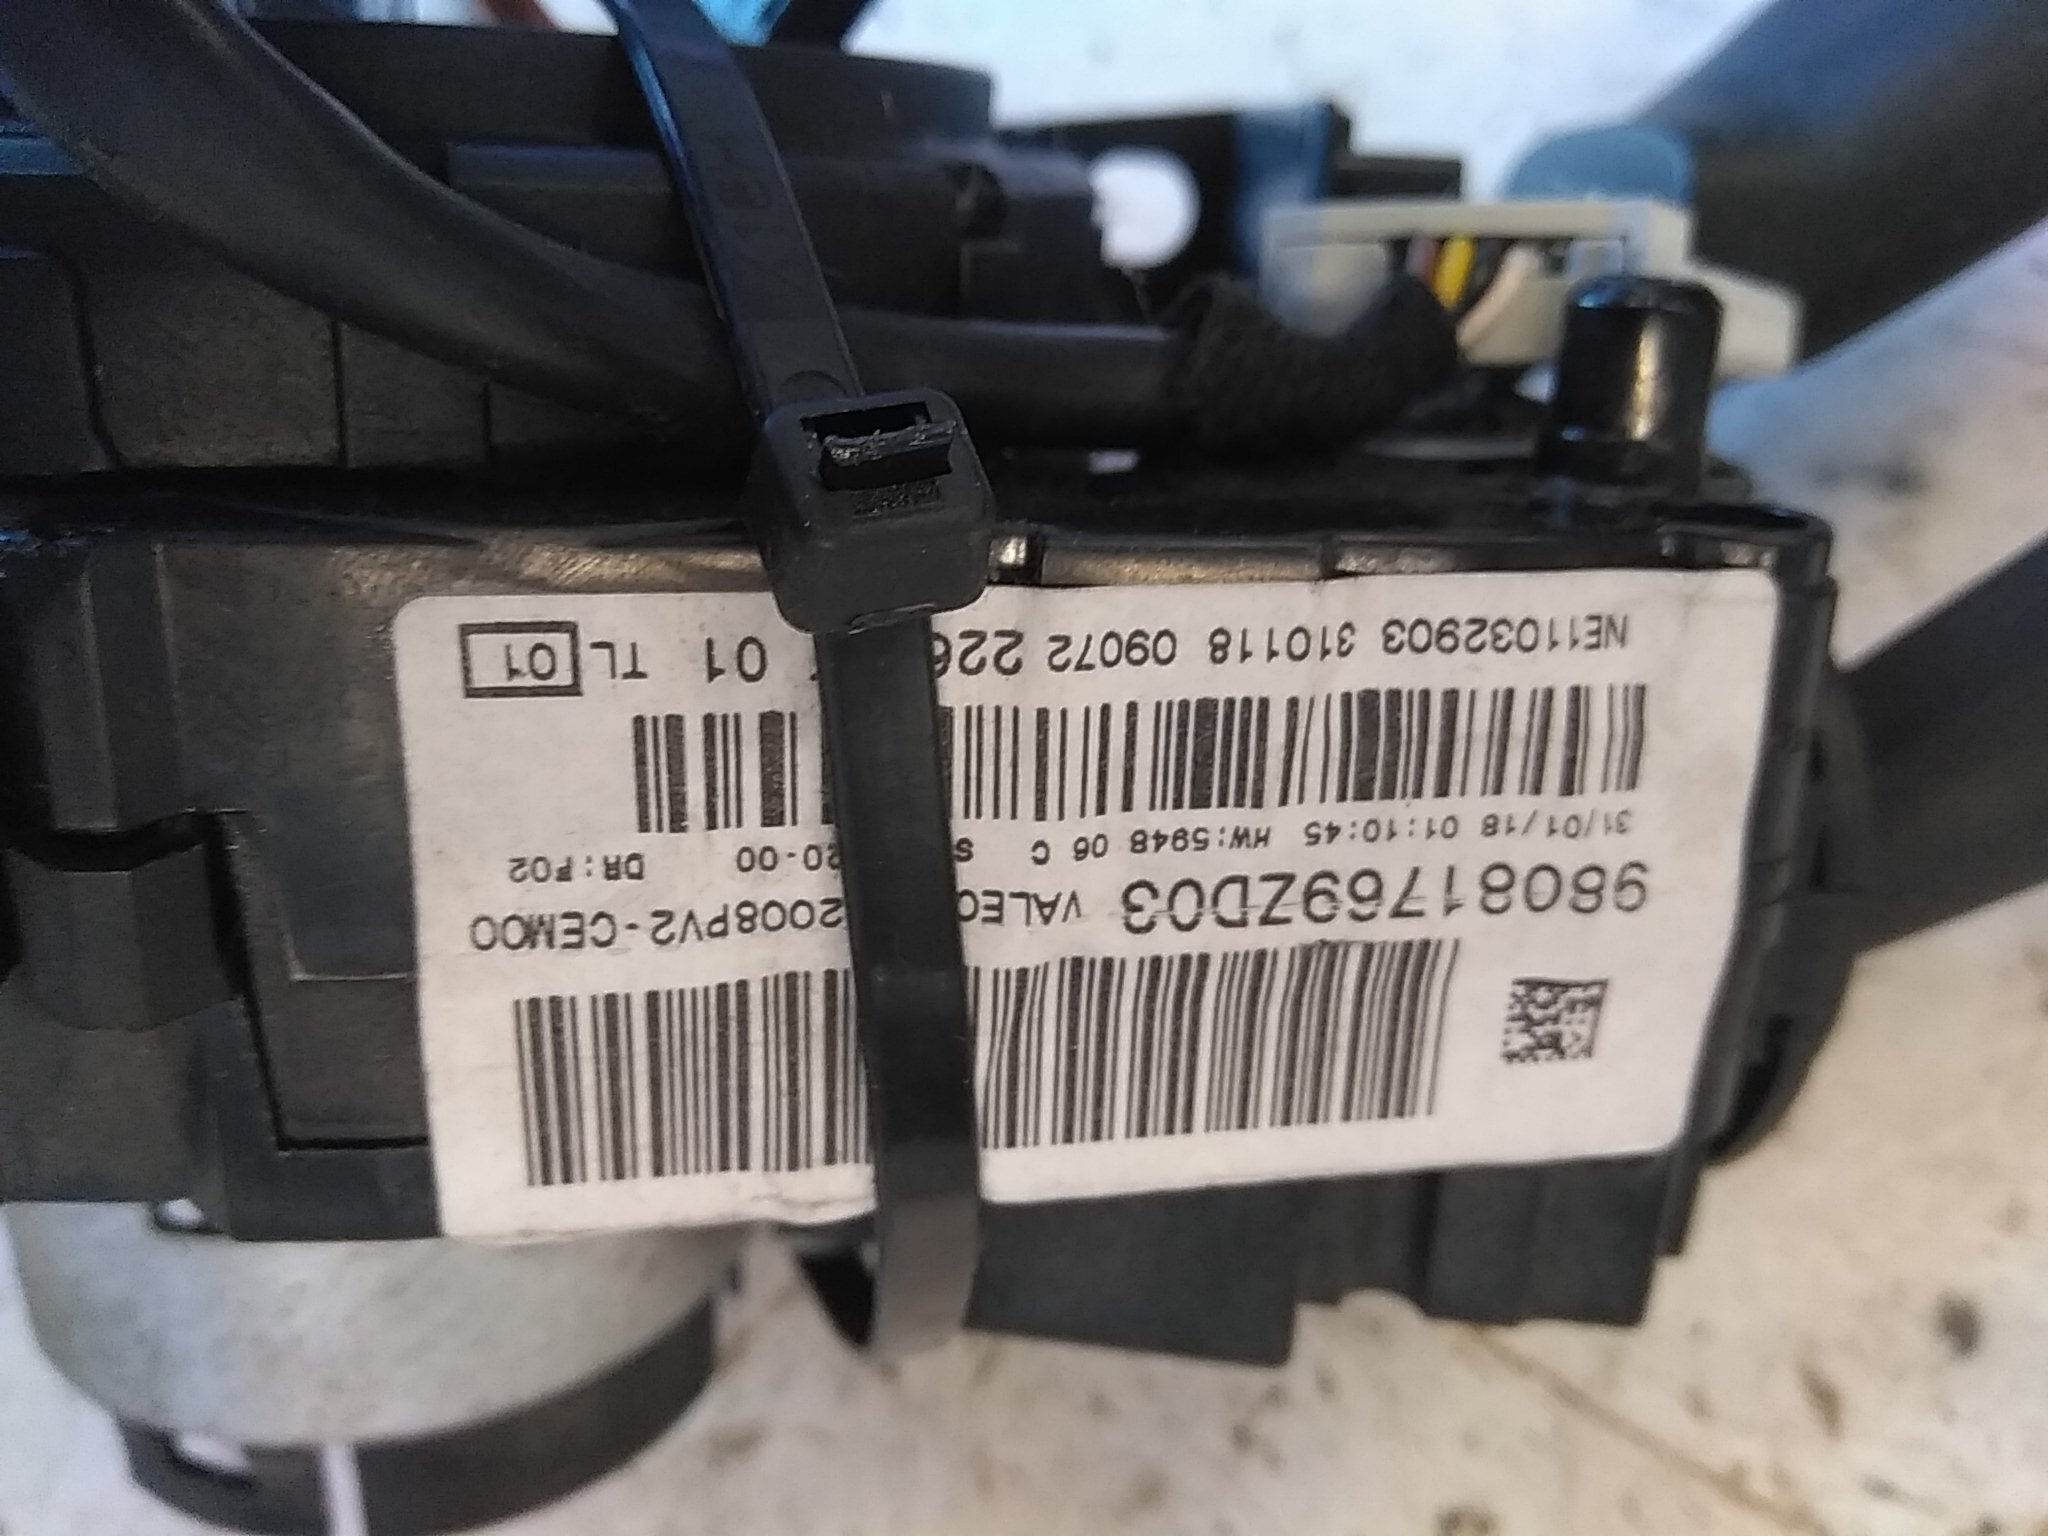 98081769ZD03 VALEO 2008PV2-CEM00
31/01/18 01:10:45 HW:5948 06 C S 20-00 DR:F02
NE11032903 310118 09072 226 01 TL 01